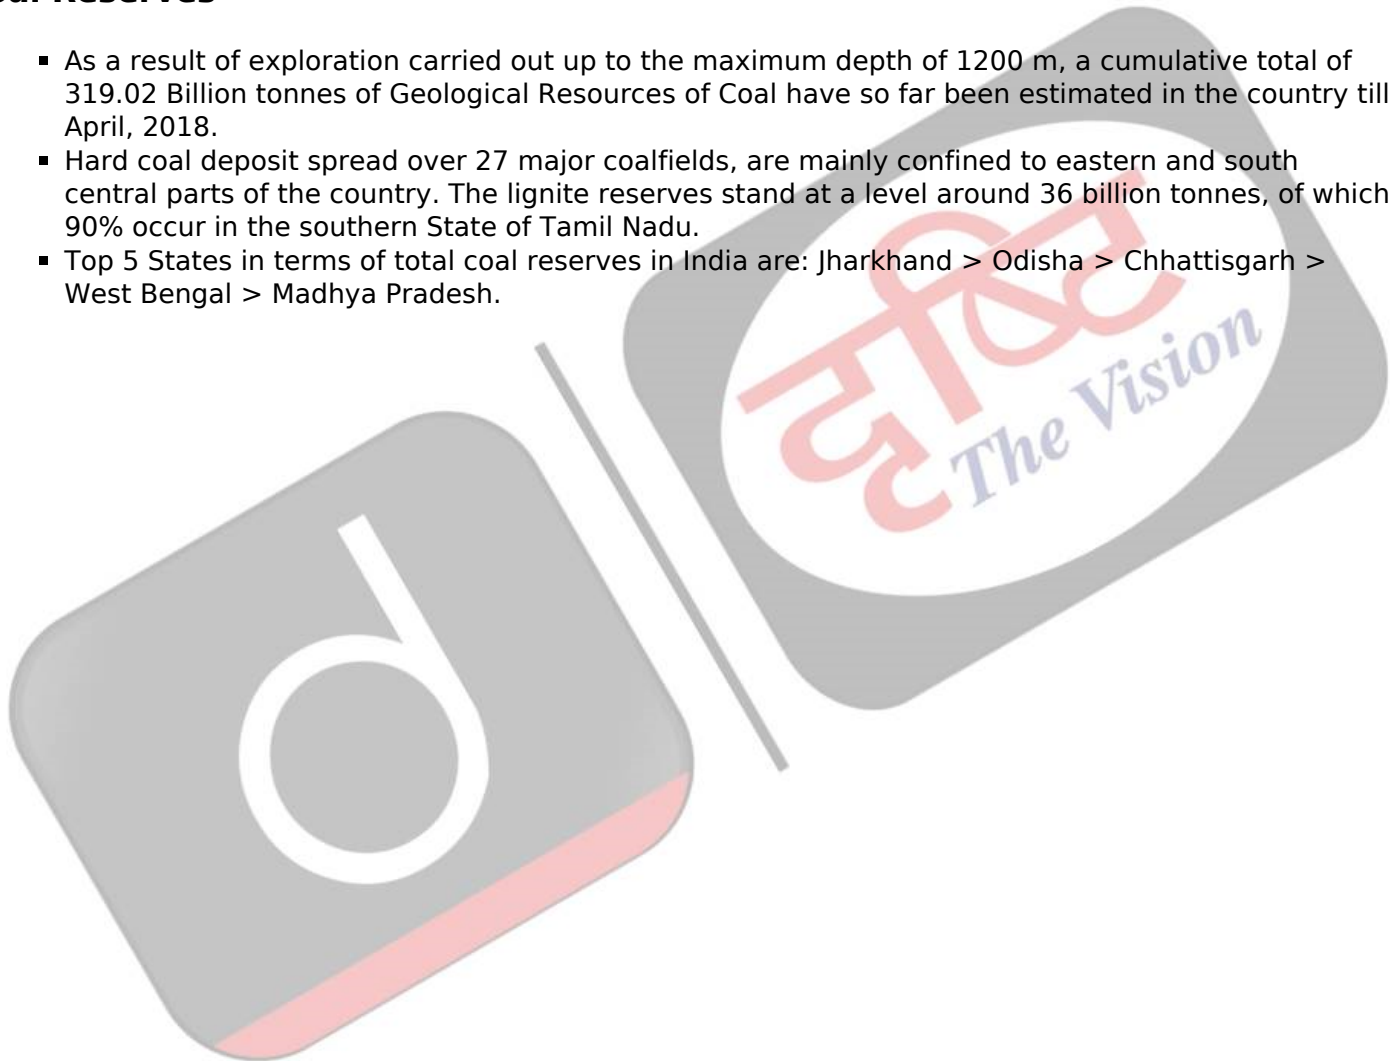 Reserves
▪ As a result of exploration carried out up to the maximum depth of 1200 m, a cumulative total of
319.02 Billion tonnes of Geological Resources of Coal have so far been estimated in the country till
April, 2018.
▪ Hard coal deposit spread over 27 major coalfields, are mainly confined to eastern and south
central parts of the country. The lignite reserves stand at a level around 36 billion tonnes, of which
90% occur in the southern State of Tamil Nadu.
▪ Top 5 States in terms of total coal reserves in India are: Jharkhand > Odisha > Chhattisgarh >
West Bengal > Madhya Pradesh.
दृष्टि
The Vision
d